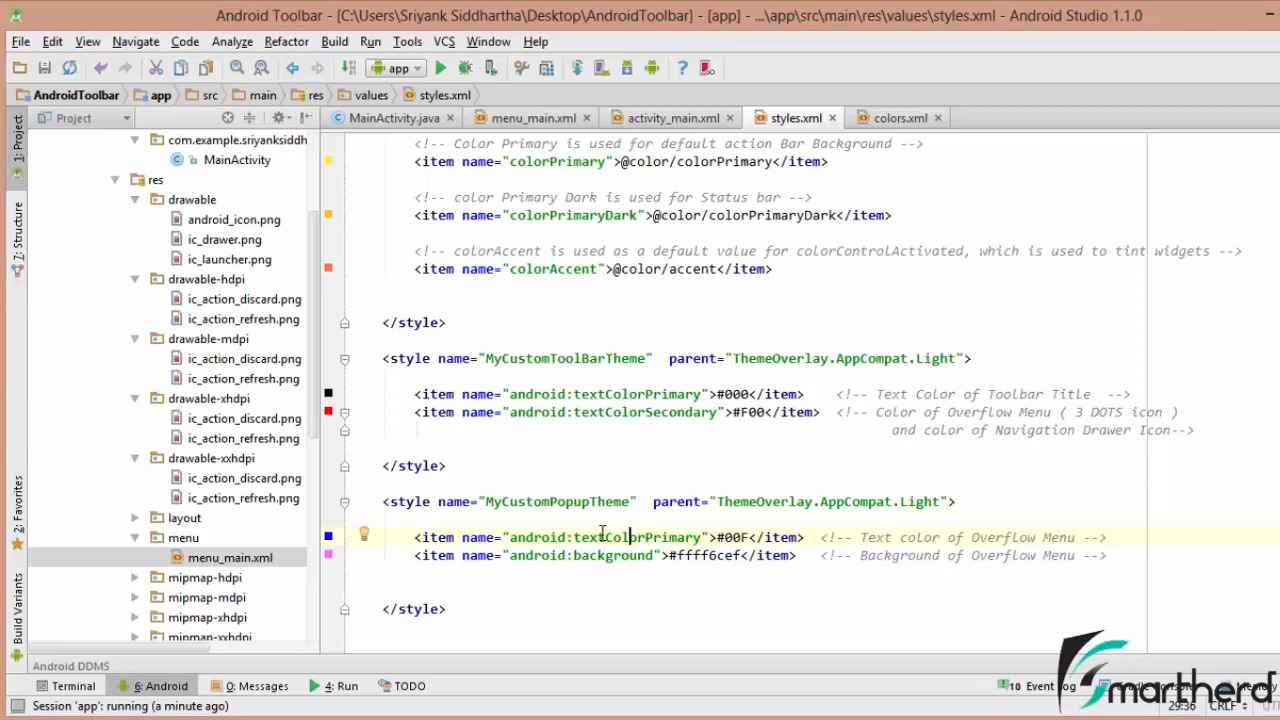 Android Toolbar - [C:\Users\Sriyank Siddhartha\Desktop\AndroidToolbar] - [app] - ...\app\src\main\res\values\styles.xml - Android Studio 1.1.0
File Edit View Navigate Code Analyze Refactor Build Run Tools VCS Window Help
app
AndroidToolbar app src main res values styles.xml
Project
MainActivity.java menu_main.xml activity_main.xml styles.xml colors.xml
1: Project
7: Structure
2: Favorites
Build Variants
com.example.sriyanksiddh
MainActivity
res
drawable
android_icon.png
ic_drawer.png
ic_launcher.png
drawable-hdpi
ic_action_discard.png
ic_action_refresh.png
drawable-mdpi
ic_action_discard.png
ic_action_refresh.png
drawable-xhdpi
ic_action_discard.png
ic_action_refresh.png
drawable-xxhdpi
ic_action_discard.png
ic_action_refresh.png
layout
menu
menu_main.xml
mipmap-hdpi
mipmap-mdpi
mipmap-xhdpi
mipmap-xxhdpi
<!-- Color Primary is used for default action Bar Background -->
<item name="colorPrimary">@color/colorPrimary</item>
<!-- color Primary Dark is used for Status bar -->
<item name="colorPrimaryDark">@color/colorPrimaryDark</item>
<!-- colorAccent is used as a default value for colorControlActivated, which is used to tint widgets -->
<item name="colorAccent">@color/accent</item>
</style>
<style name="MyCustomToolBarTheme" parent="ThemeOverlay.AppCompat.Light">
<item name="android:textColorPrimary">#000</item> <!-- Text Color of Toolbar Title -->
<item name="android:textColorSecondary">#F00</item> <!-- Color of Overflow Menu ( 3 DOTS icon )
and color of Navigation Drawer Icon-->
</style>
<style name="MyCustomPopupTheme" parent="ThemeOverlay.AppCompat.Light">
<item name="android:textColorPrimary">#00F</item> <!-- Text color of Overflow Menu -->
<item name="android:background">#ffff6cef</item> <!-- Background of Overflow Menu -->
</style>
Android DDMS
Terminal 6: Android 0: Messages 4: Run TODO 10 Event Log
Session 'app': running (a minute ago) 29:36 CRLF
smartherd